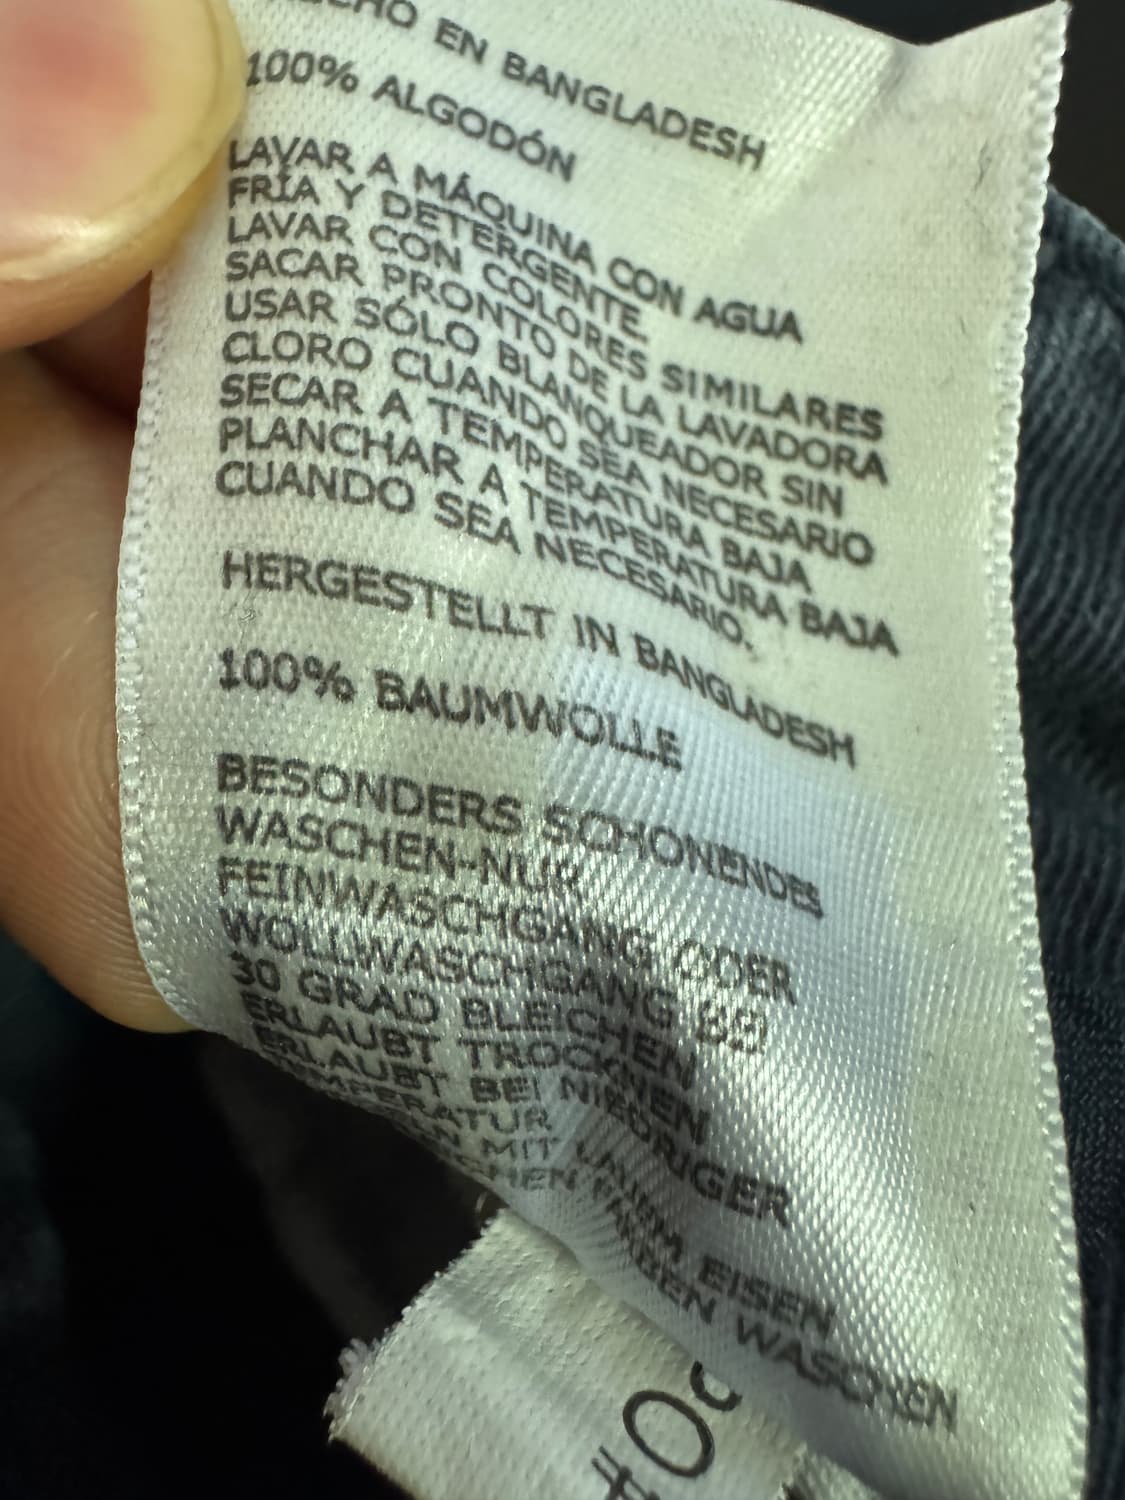 HECHO EN BANGLADESH
100% ALGODÓN
LAVAR A MÁQUINA CON AGUA
FRÍA Y DETERGENTE.
LAVAR CON COLORES SIMILARES
SACAR PRONTO DE LA LAVADORA
USAR SÓLO BLANQUEADOR SIN
CLORO CUANDO SEA NECESARIO
SECAR A TEMPERATURA BAJA
PLANCHAR A TEMPERATURA BAJA
CUANDO SEA NECESARIO.
HERGESTELLT IN BANGLADESH
100% BAUMWOLLE
BESONDERS SCHONENDES
WASCHEN-NUR
FEINWASCHGANG ODER
WOLLWASCHGANG BEI
30 GRAD BLEICHEN
ERLAUBT TROCKNEN
ERLAUBT BEI NIEDRIGER
TEMPERATUR
MIT EISEN
WASCHEN
#0